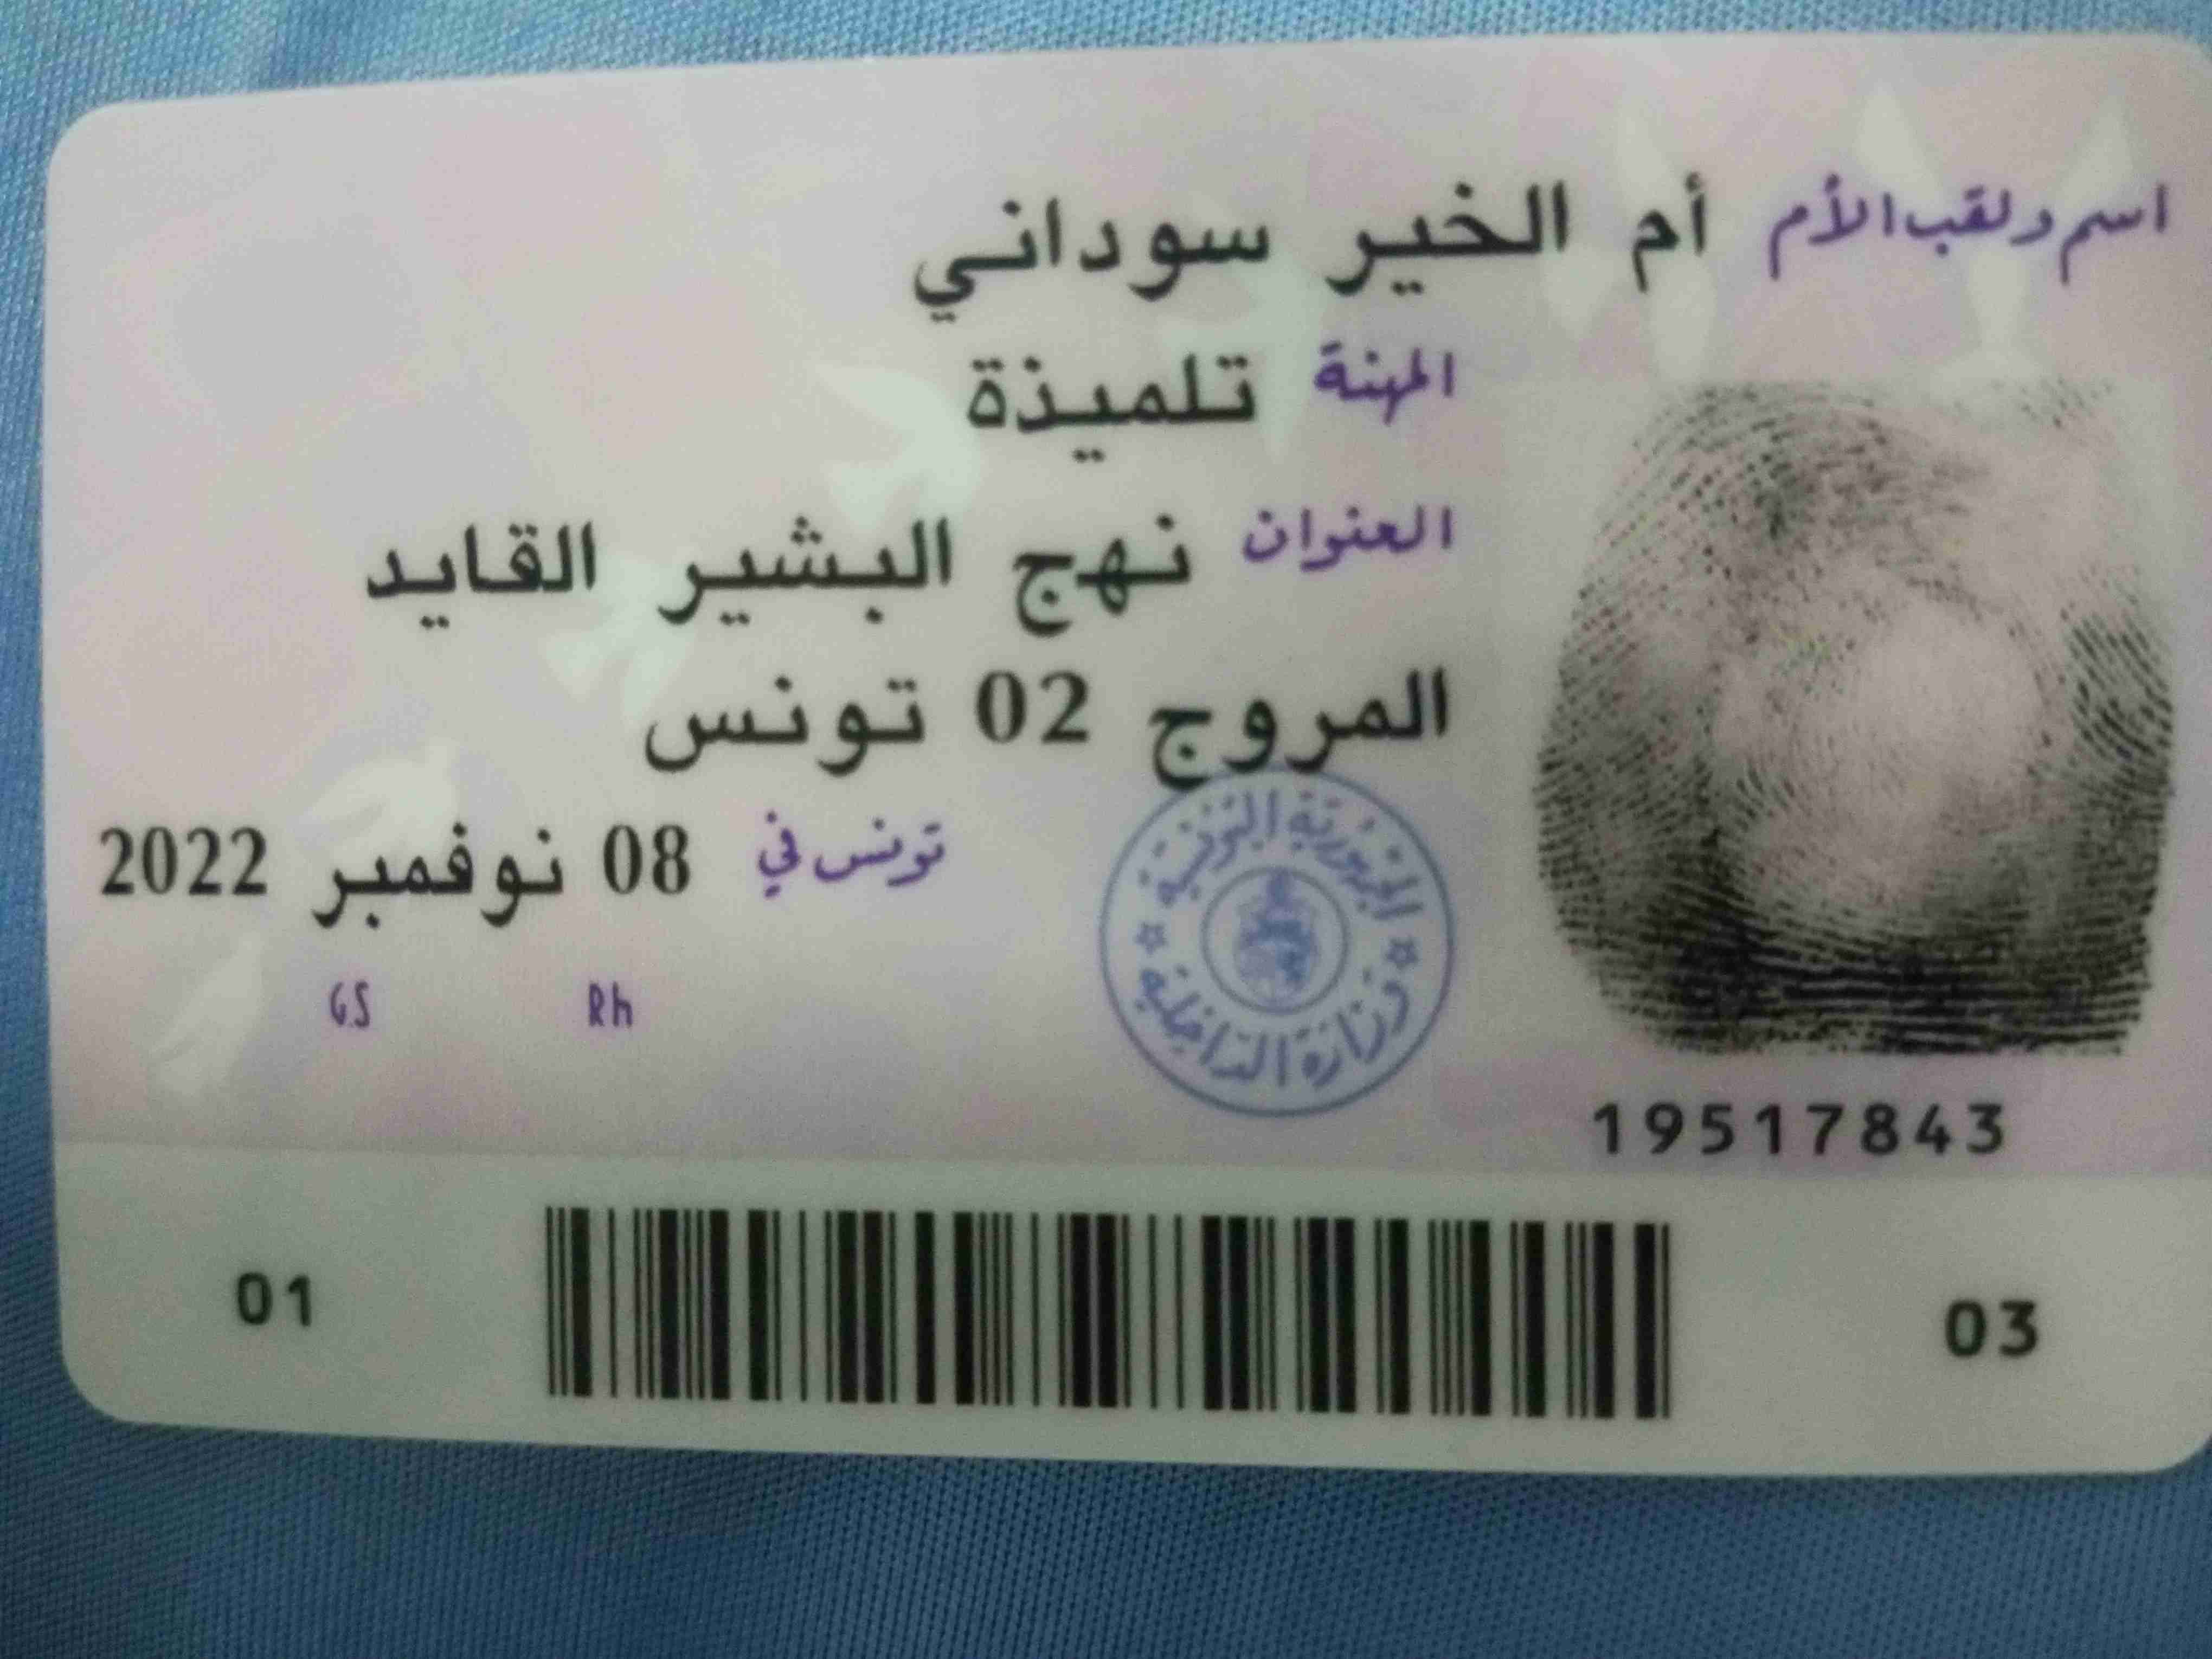 اسم ولقب الأم أم الخير سوداني
المهنة تلميذة
العنوان نهج البشير القايد
المروج 02 تونس
تونس في 08 نوفمبر 2022
GS Rh
الجمهورية التونسية
وزارة الداخلية
19517843
01 03